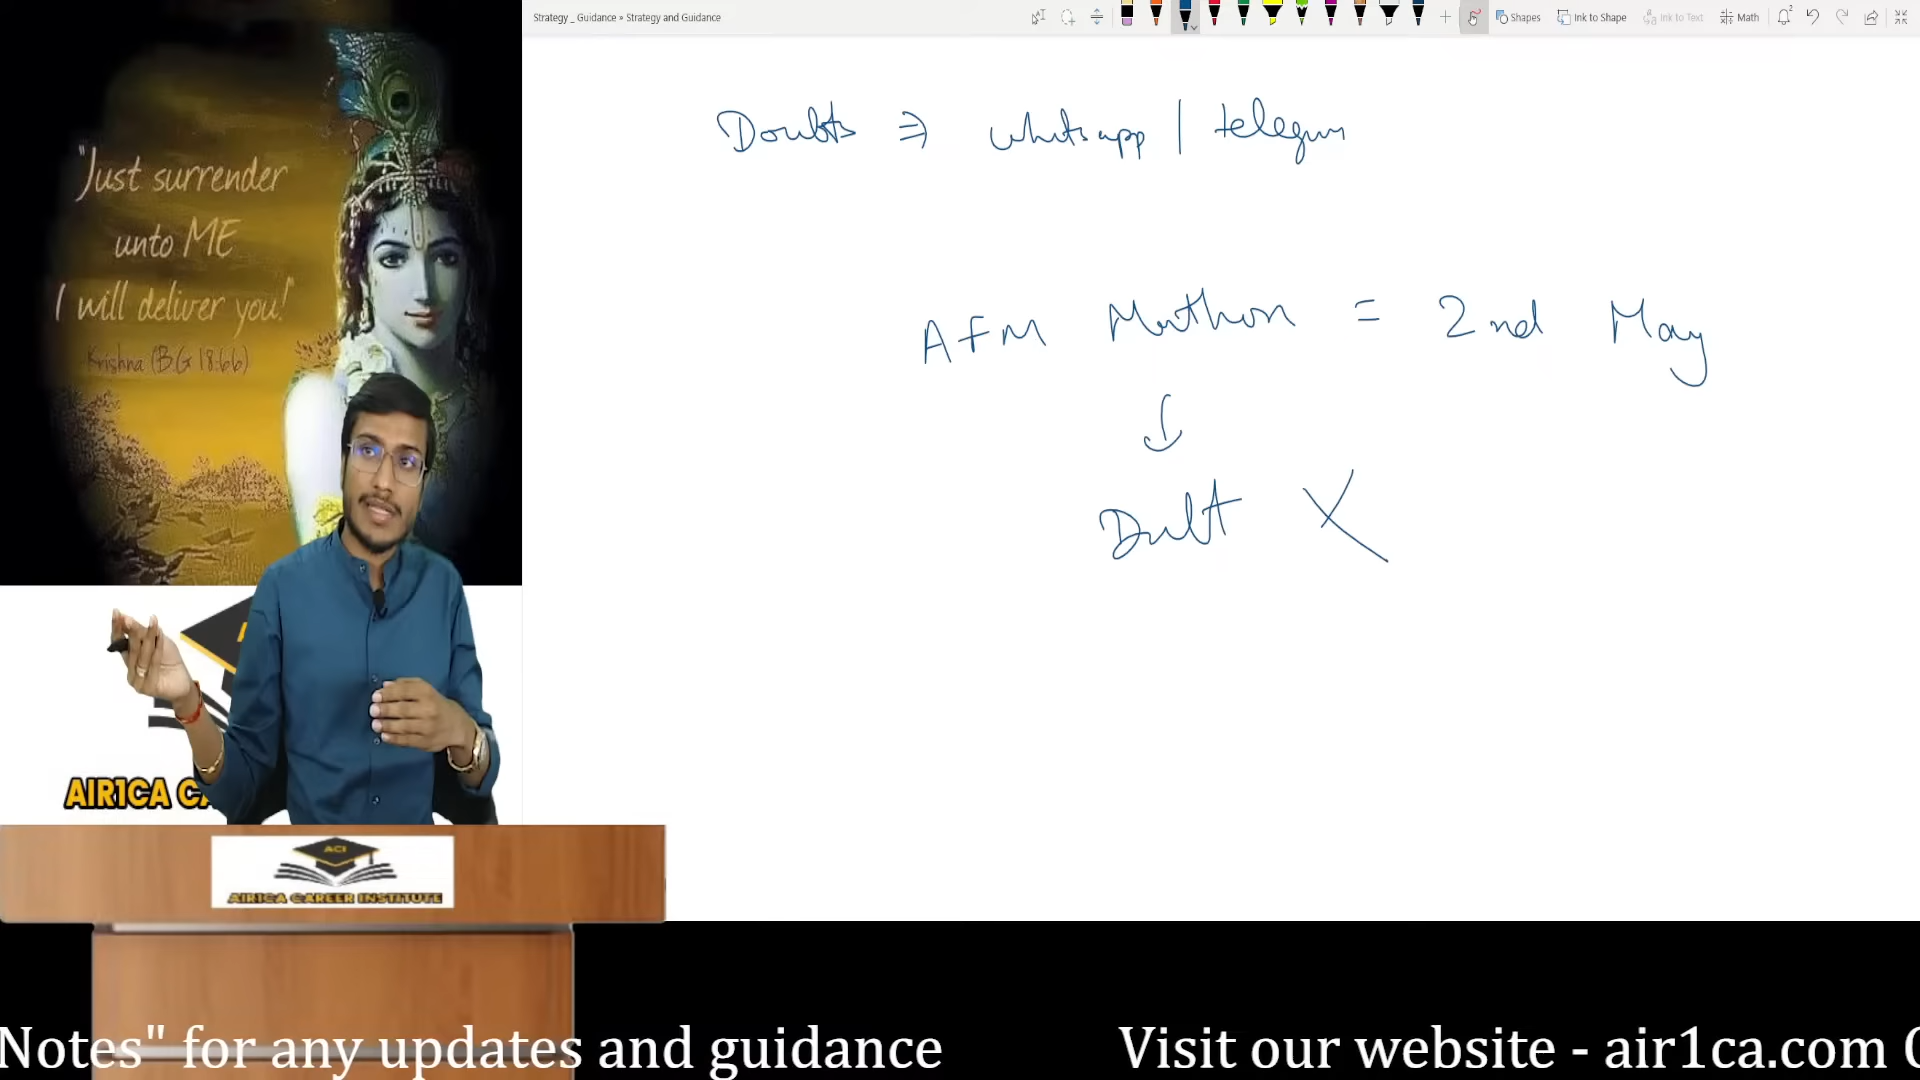 Strategy _ Guidance » Strategy and Guidance
Shapes
Ink to Shape
Ink to Text
Math
"Just surrender
unto ME
I will deliver you!"
Krishna (B.G 18:66)
Doubts ⇒ whatsapp | telegram
AFM Marathon = 2nd May
↓
Doubt X
AIR1CA CA
ACI
AIR1CA CAREER INSTITUTE
Notes" for any updates and guidance
Visit our website - air1ca.com